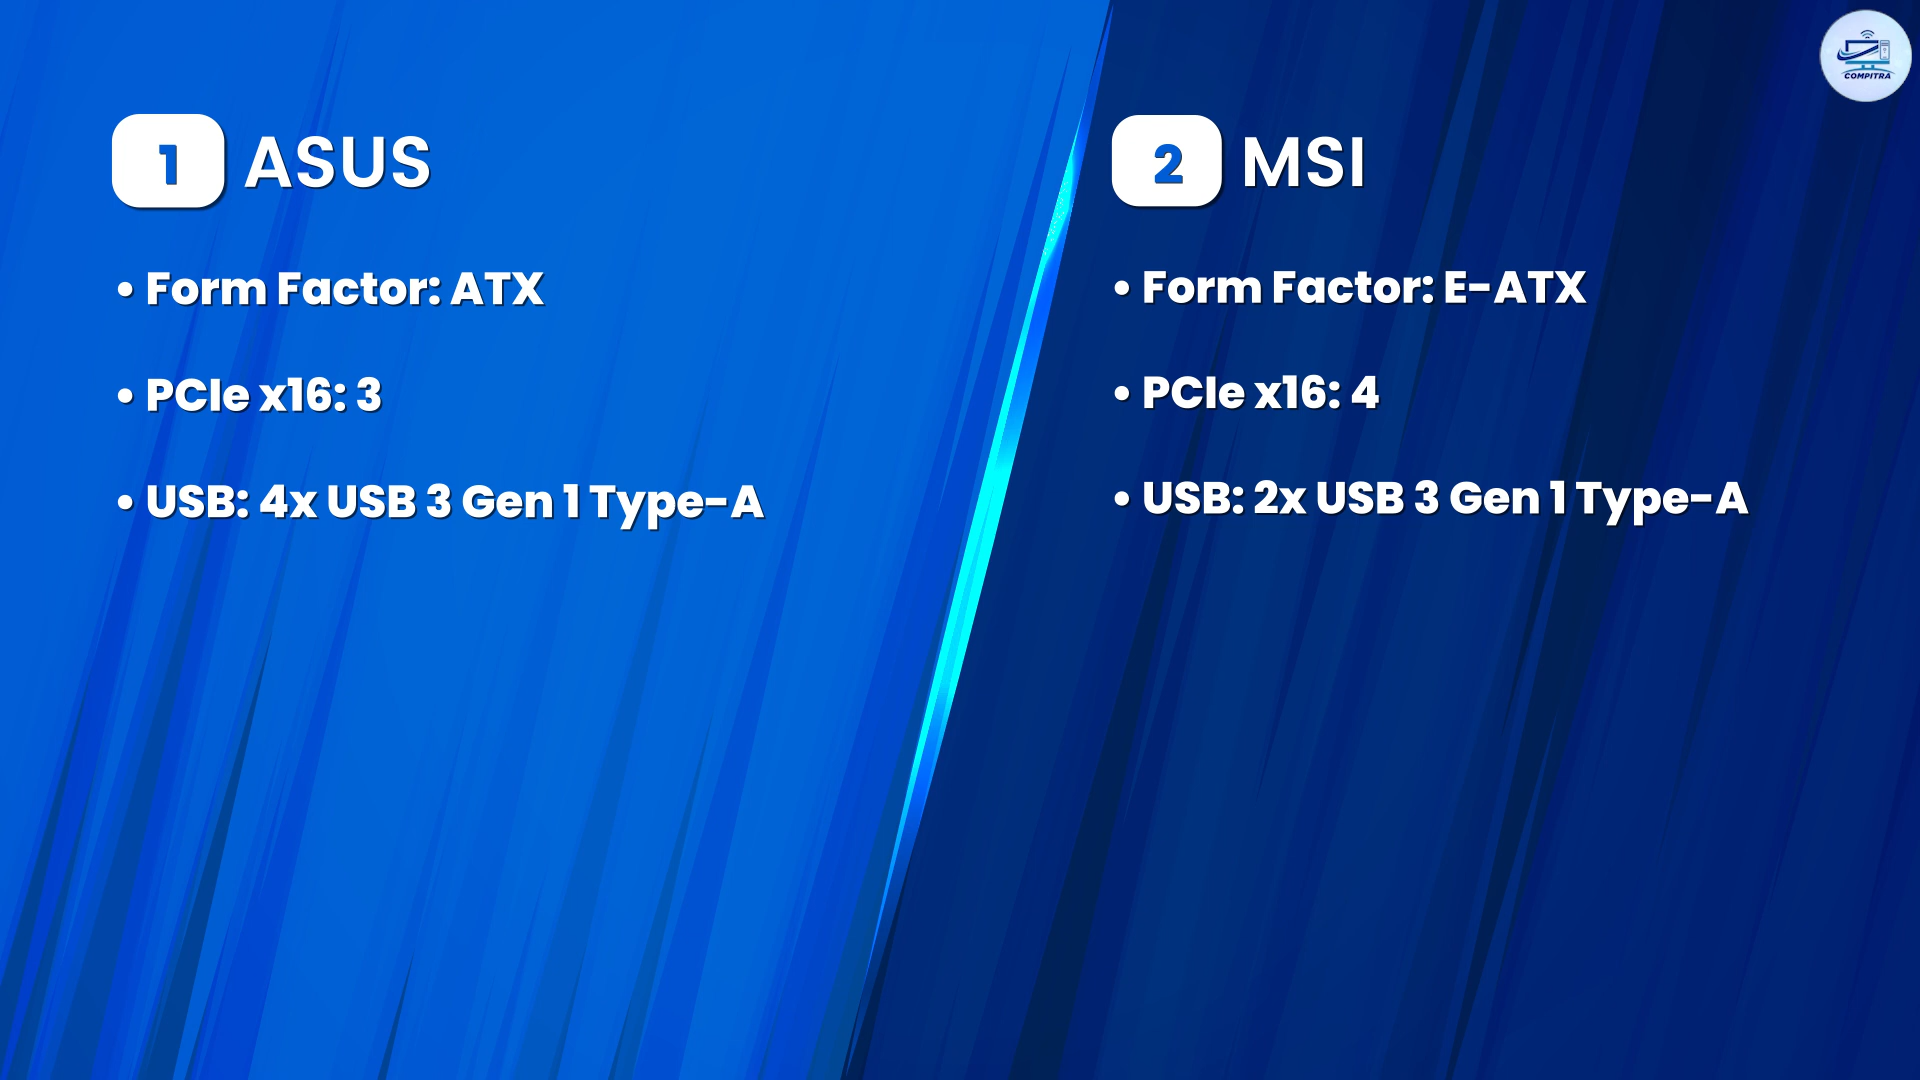 1 ASUS
• Form Factor: ATX
• PCIe x16: 3
• USB: 4x USB 3 Gen 1 Type-A
2 MSI
• Form Factor: E-ATX
• PCIe x16: 4
• USB: 2x USB 3 Gen 1 Type-A
COMPITRA